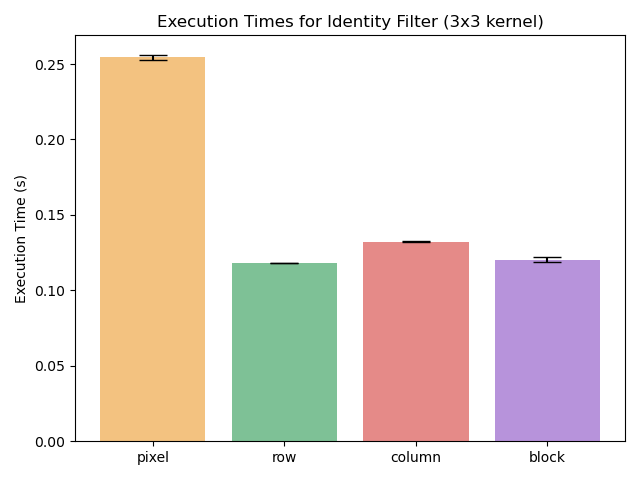 Execution Times for Identity Filter (3x3 kernel)
Execution Time (s)
0.25
0.20
0.15
0.10
0.05
0.00
pixel
row
column
block